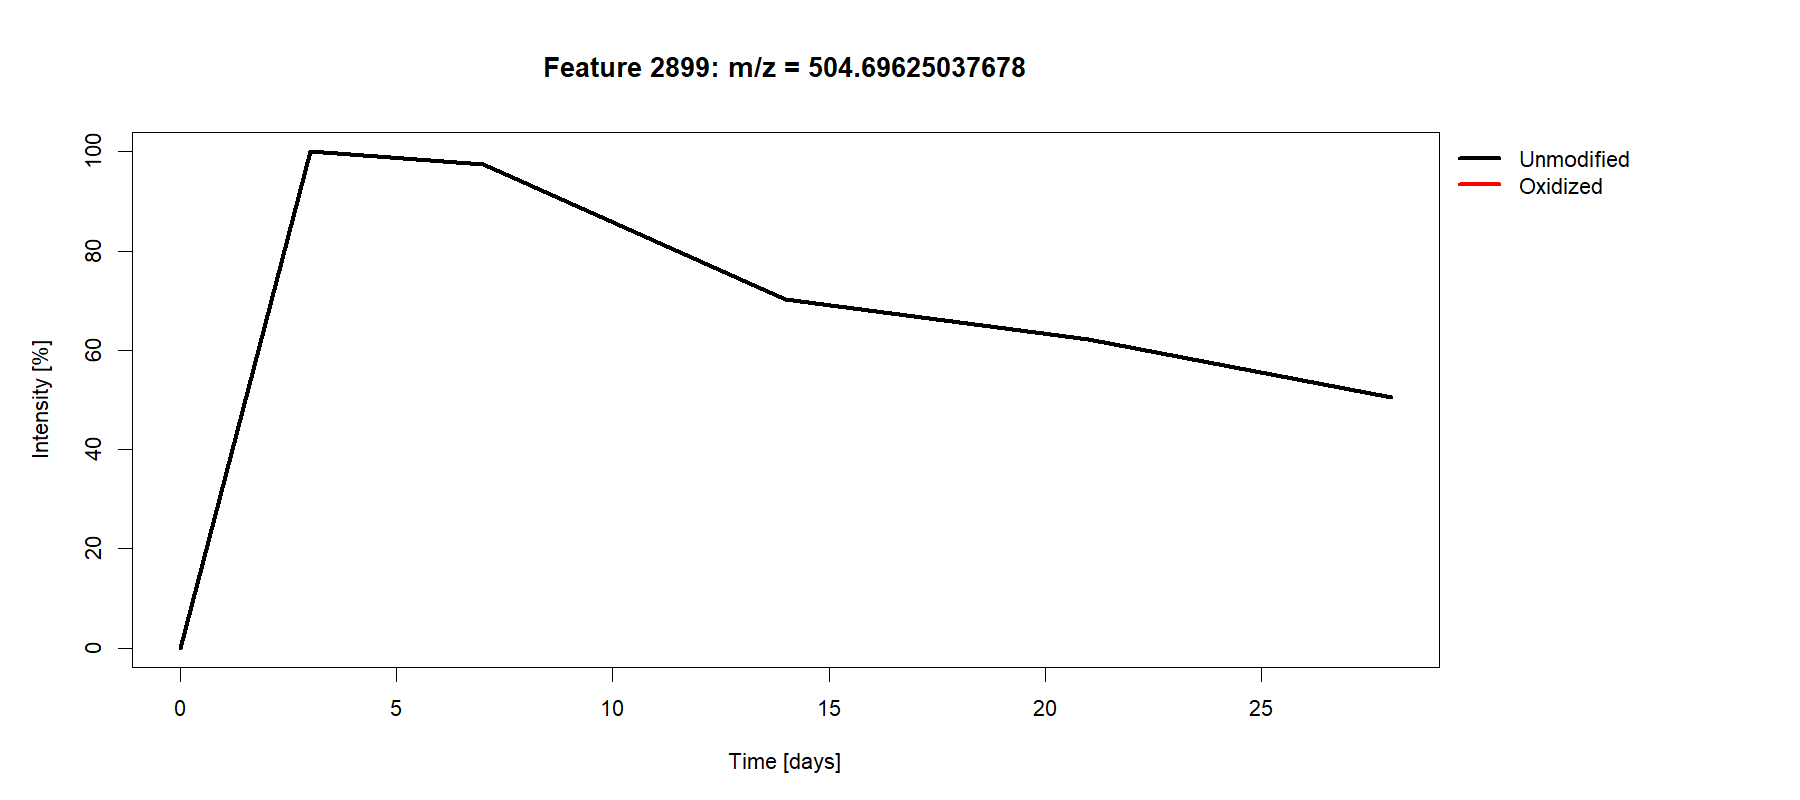 Feature 2899: m/z = 504.69625037678
Unmodified
Oxidized
Intensity [%]
100
80
60
40
20
0
0 5 10 15 20 25
Time [days]